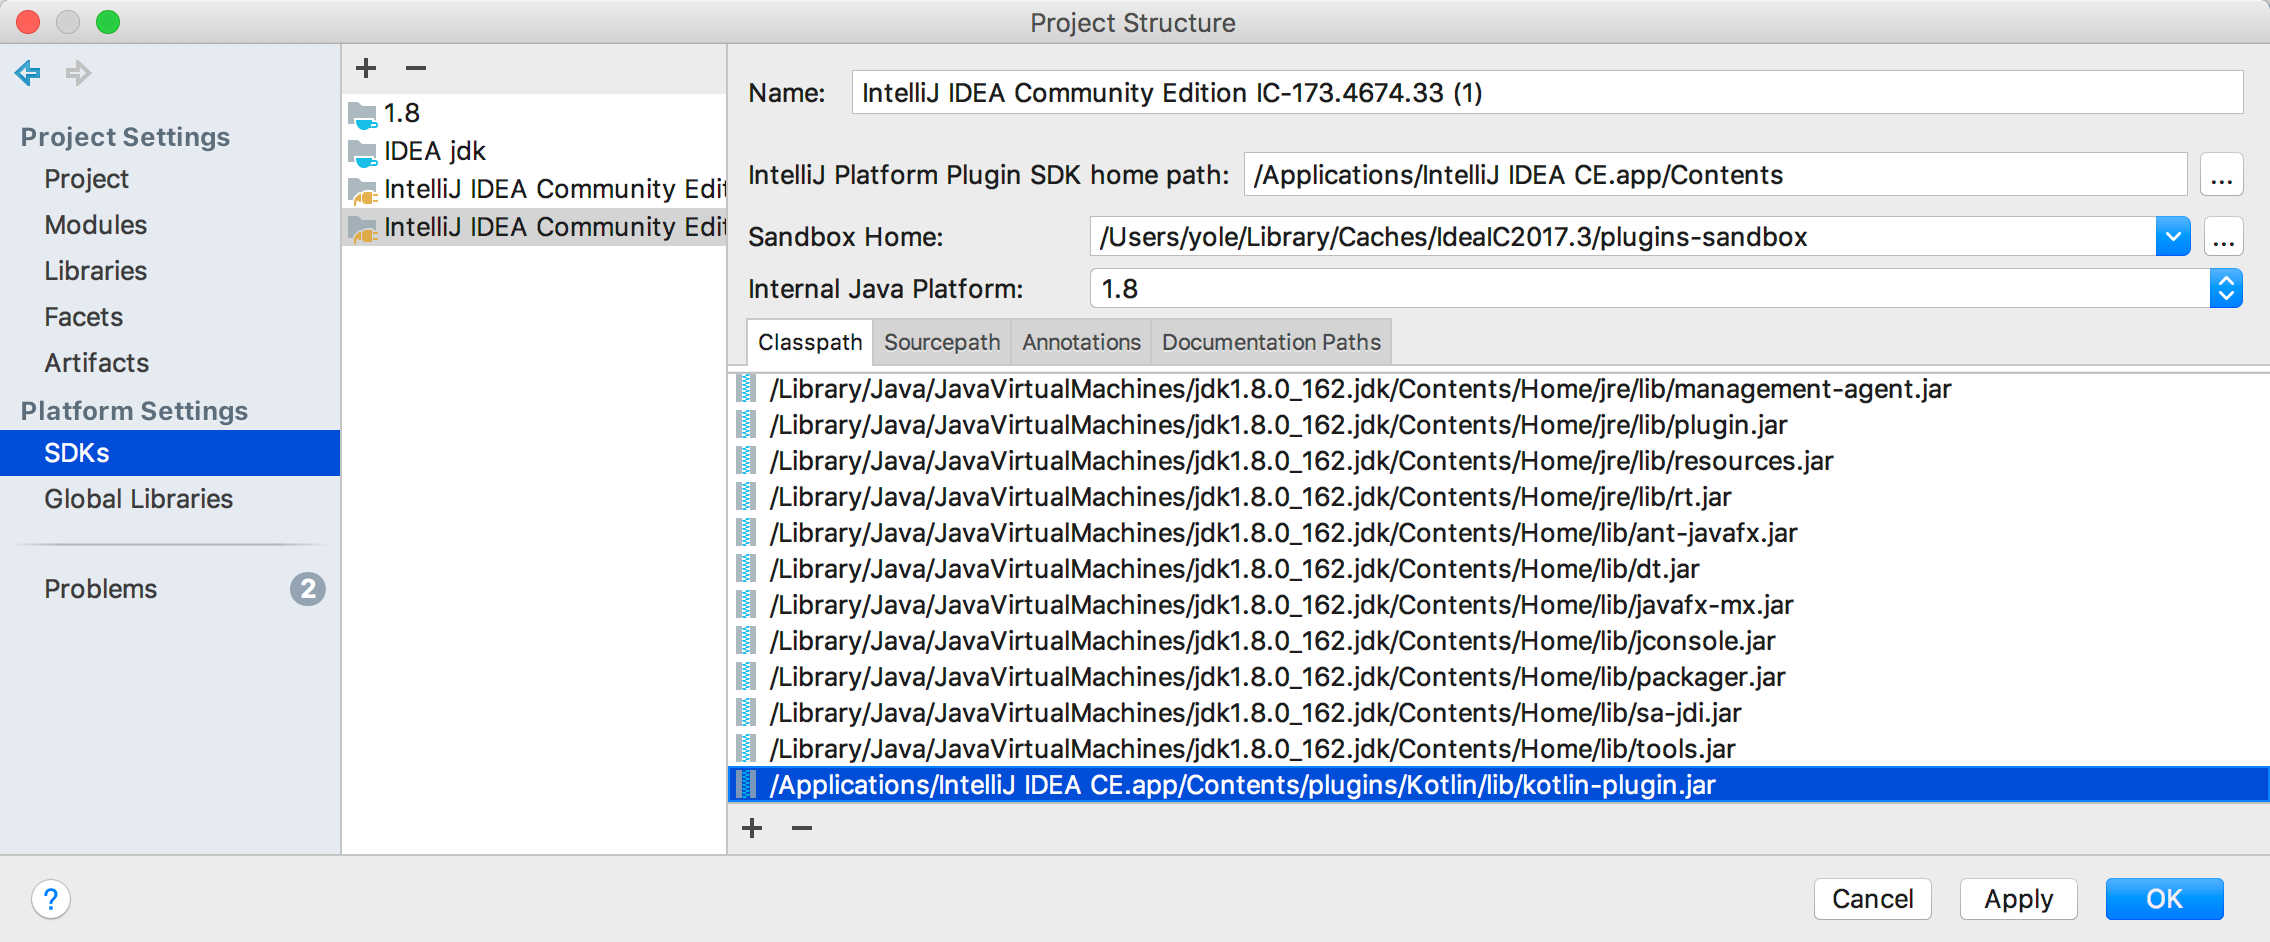 Project Structure
Project Settings
Project
Modules
Libraries
Facets
Artifacts
Platform Settings
SDKs
Global Libraries
Problems 2
1.8
IDEA jdk
IntelliJ IDEA Community Edit
IntelliJ IDEA Community Edit
Name: IntelliJ IDEA Community Edition IC-173.4674.33 (1)
IntelliJ Platform Plugin SDK home path: /Applications/IntelliJ IDEA CE.app/Contents ...
Sandbox Home: /Users/yole/Library/Caches/IdeaIC2017.3/plugins-sandbox ...
Internal Java Platform: 1.8
Classpath Sourcepath Annotations Documentation Paths
/Library/Java/JavaVirtualMachines/jdk1.8.0_162.jdk/Contents/Home/jre/lib/management-agent.jar
/Library/Java/JavaVirtualMachines/jdk1.8.0_162.jdk/Contents/Home/jre/lib/plugin.jar
/Library/Java/JavaVirtualMachines/jdk1.8.0_162.jdk/Contents/Home/jre/lib/resources.jar
/Library/Java/JavaVirtualMachines/jdk1.8.0_162.jdk/Contents/Home/jre/lib/rt.jar
/Library/Java/JavaVirtualMachines/jdk1.8.0_162.jdk/Contents/Home/lib/ant-javafx.jar
/Library/Java/JavaVirtualMachines/jdk1.8.0_162.jdk/Contents/Home/lib/dt.jar
/Library/Java/JavaVirtualMachines/jdk1.8.0_162.jdk/Contents/Home/lib/javafx-mx.jar
/Library/Java/JavaVirtualMachines/jdk1.8.0_162.jdk/Contents/Home/lib/jconsole.jar
/Library/Java/JavaVirtualMachines/jdk1.8.0_162.jdk/Contents/Home/lib/packager.jar
/Library/Java/JavaVirtualMachines/jdk1.8.0_162.jdk/Contents/Home/lib/sa-jdi.jar
/Library/Java/JavaVirtualMachines/jdk1.8.0_162.jdk/Contents/Home/lib/tools.jar
/Applications/IntelliJ IDEA CE.app/Contents/plugins/Kotlin/lib/kotlin-plugin.jar
? Cancel Apply OK